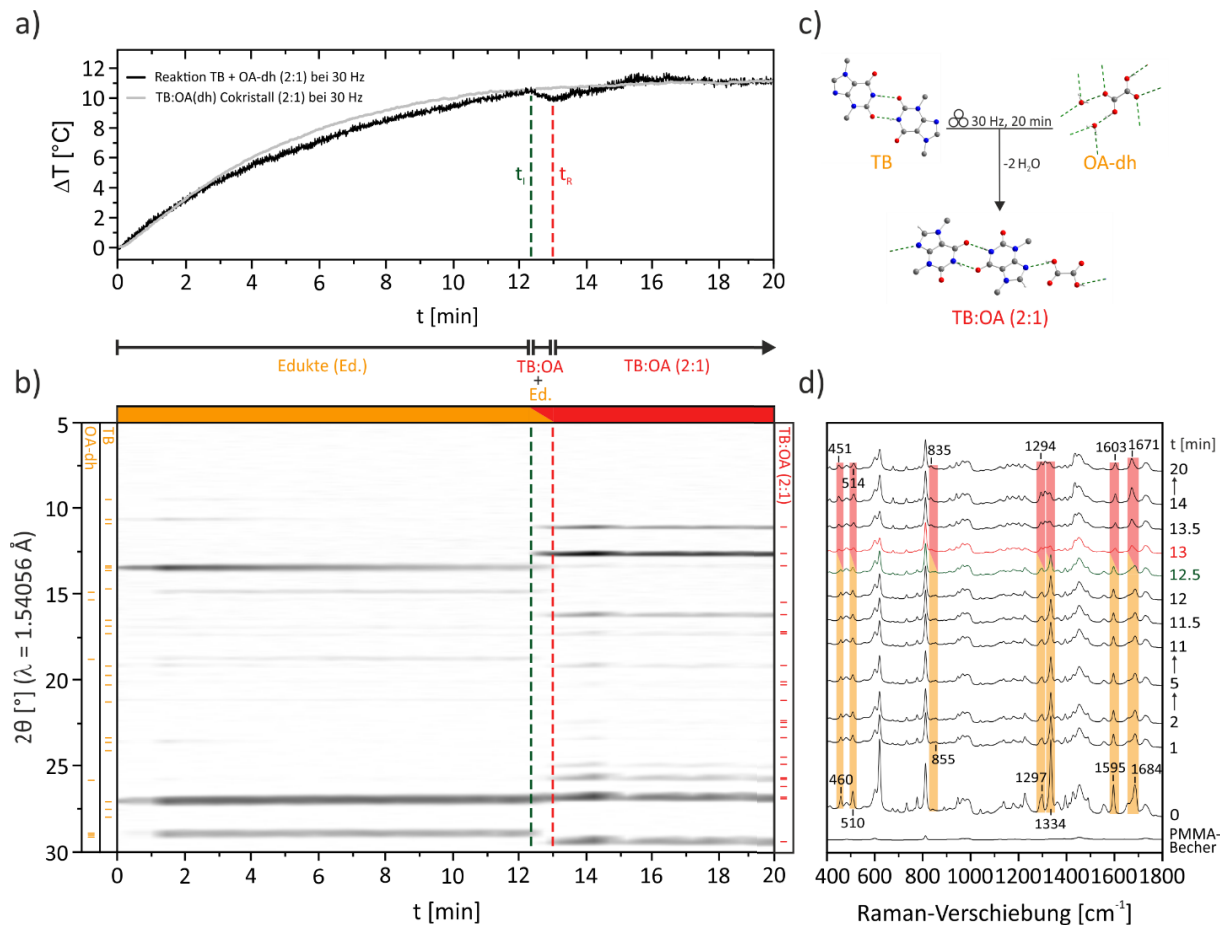 a)
ΔT [°C]
12
10
8
6
4
2
0
Reaktion TB + OA-dh (2:1) bei 30 Hz
TB:OA(dh) Cokristall (2:1) bei 30 Hz
tI
tR
0 2 4 6 8 10 12 14 16 18 20
t [min]
c)
TB
30 Hz, 20 min
-2 H2O
OA-dh
TB:OA (2:1)
Edukte (Ed.)
TB:OA
+
Ed.
TB:OA (2:1)
b)
2θ [°] (λ = 1.54056 Å)
5
10
15
20
25
30
OA-dh
TB
TB:OA (2:1)
0 2 4 6 8 10 12 14 16 18 20
t [min]
d)
t [min]
451
514
835
1294
1603
1671
20
14
13.5
13
12.5
12
11.5
11
5
2
1
855
460
510
1297
1334
1595
1684
0
PMMA-
Becher
400 600 800 1000 1200 1400 1600 1800
Raman-Verschiebung [cm-1]